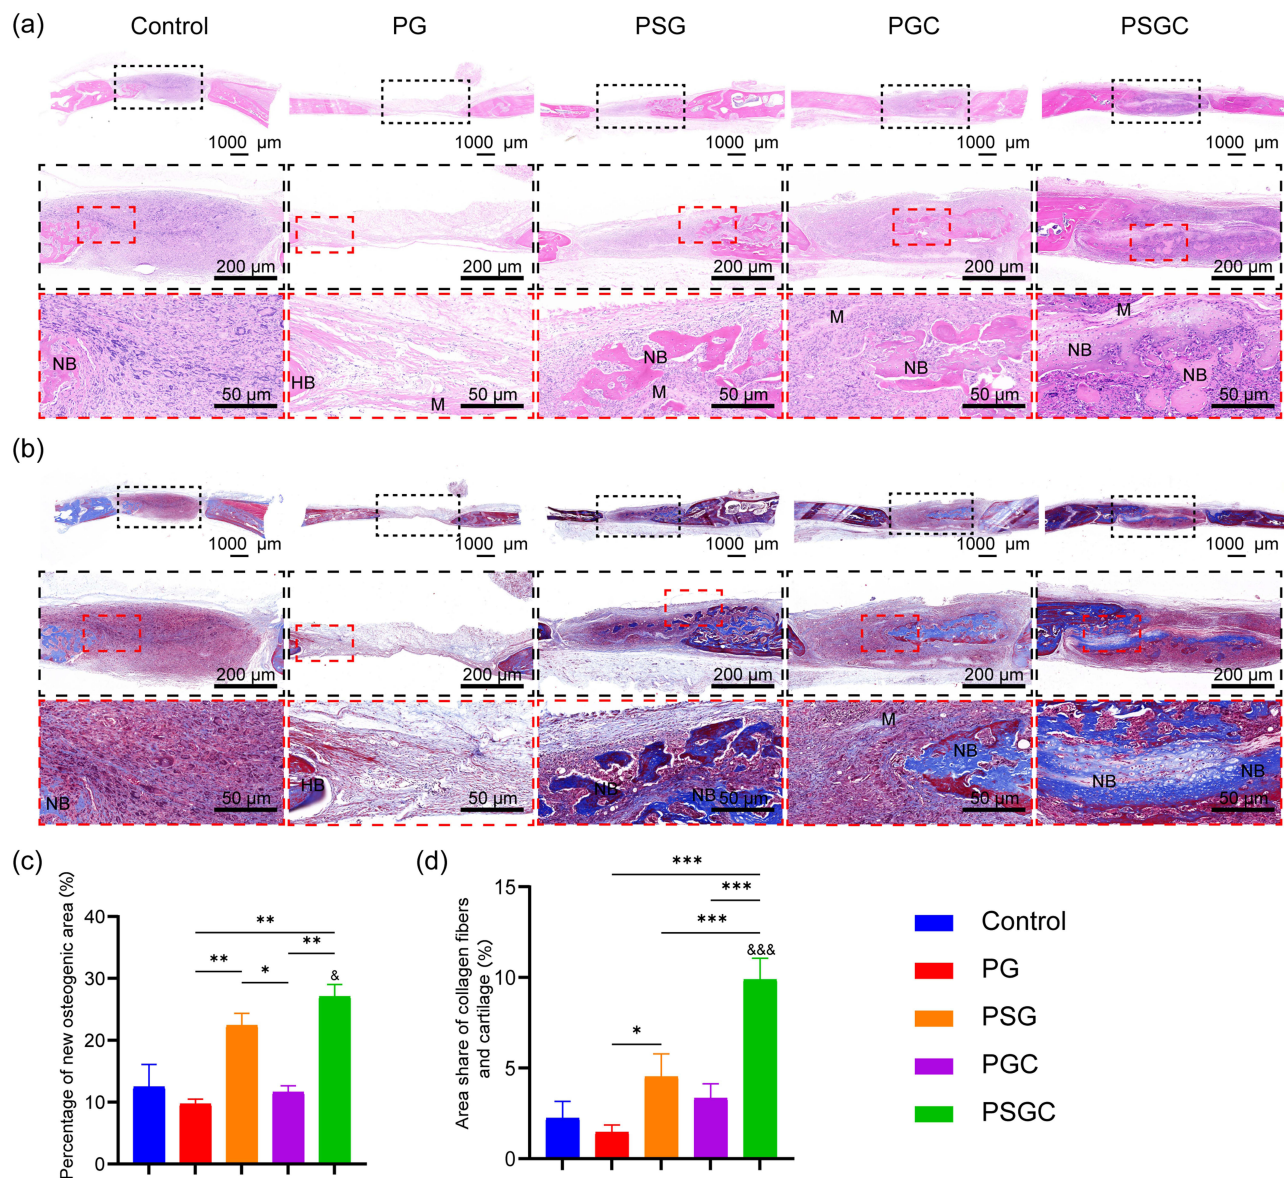 (a)
Control PG PSG PGC PSGC
1000 μm 1000 μm 1000 μm 1000 μm 1000 μm
200 μm 200 μm 200 μm 200 μm 200 μm
NB HB M NB M M NB M NB NB
50 μm 50 μm 50 μm 50 μm 50 μm
(b)
1000 μm 1000 μm 1000 μm 1000 μm 1000 μm
200 μm 200 μm 200 μm 200 μm 200 μm
NB HB NB NB M NB NB NB
50 μm 50 μm 50 μm 50 μm 50 μm
(c)
Percentage of new osteogenic area (%)
40
30
20
10
0
**
** **
*
&
(d)
Area share of collagen fibers
and cartilage (%)
15
10
5
0
***
***
***
*
&&&
Control
PG
PSG
PGC
PSGC